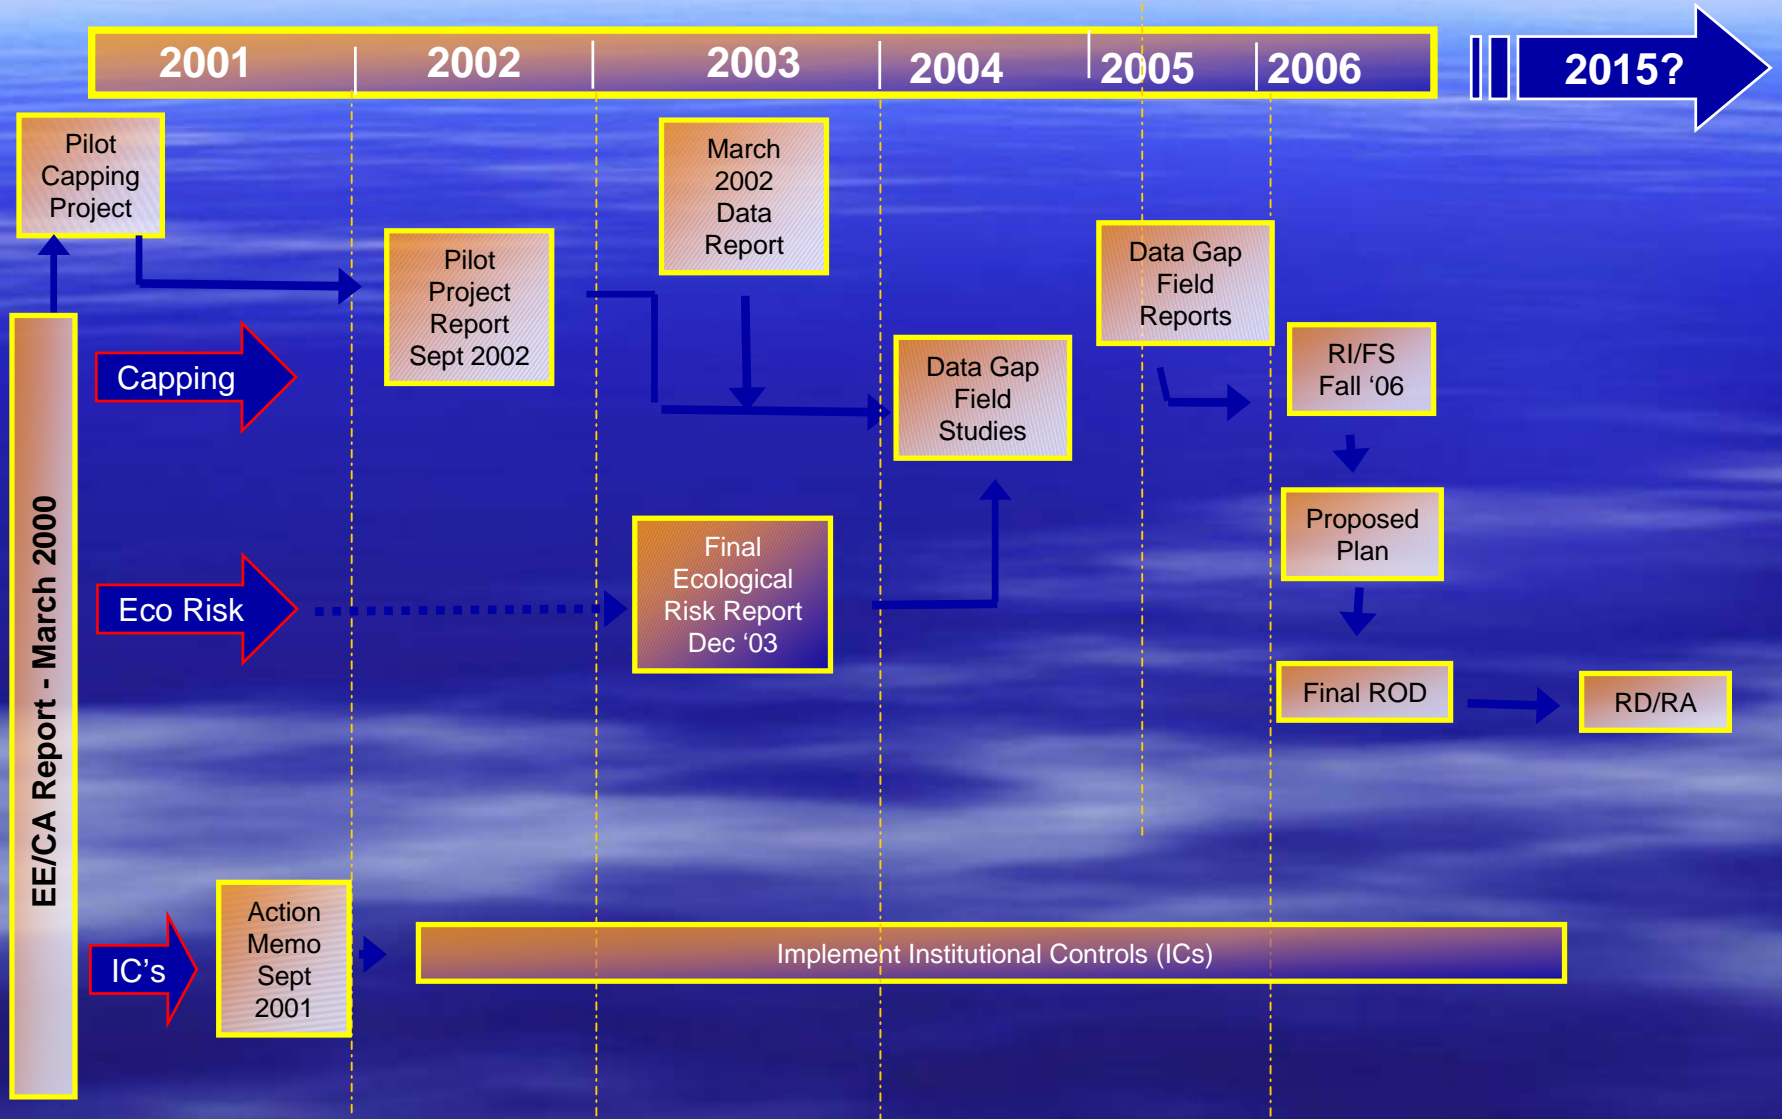 2001
2002
2003
2004
2005
2006
2015?
Pilot
Capping
Project
March
2002
Data
Report
Pilot
Project
Report
Sept 2002
Data Gap
Field
Reports
Data Gap
Field
Studies
RI/FS
Fall ‘06
Capping
EE/CA Report - March 2000
Proposed
Plan
Final
Ecological
Risk Report
Dec ‘03
Eco Risk
Final ROD
RD/RA
Action
Memo
Sept
2001
IC’s
Implement Institutional Controls (ICs)